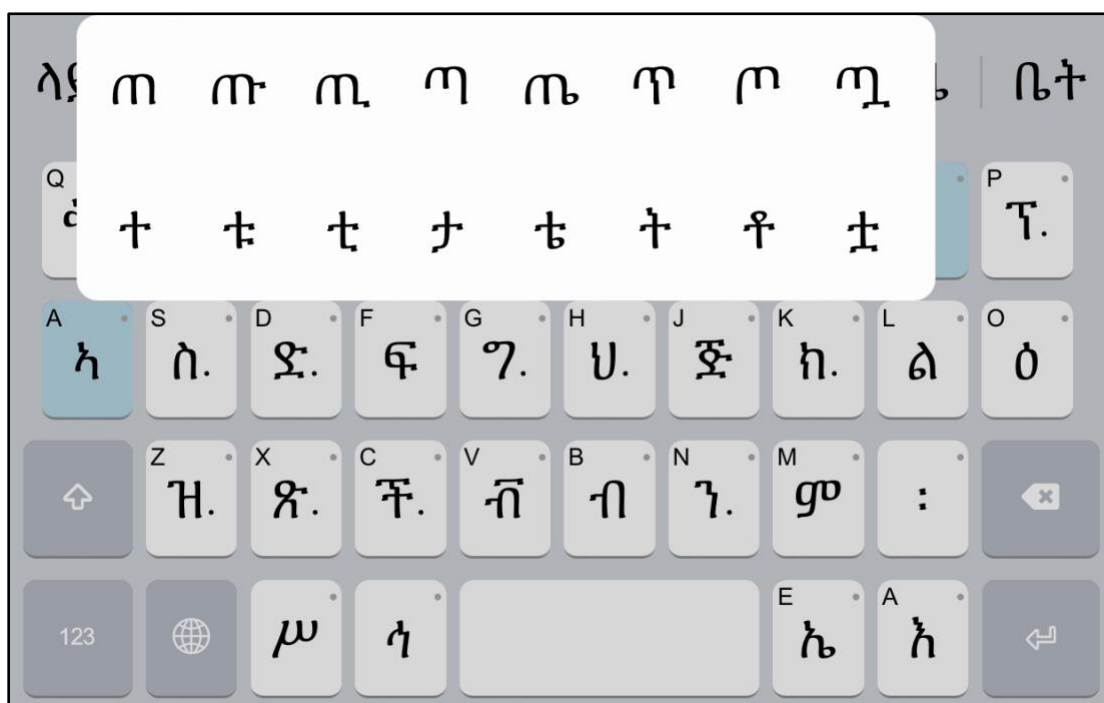 ጠ ጡ ጢ ጣ ጤ ጥ ጦ ጧ ቤት
ተ ቱ ቲ ታ ቴ ት ቶ ቷ
Q P ፕ.
A ኣ S ስ. D ድ. F ፍ G ግ. H ህ. J ጅ K ክ. L ል O ዕ
Z ዝ. X ጽ. C ች. V ቭ B ብ N ን. M ም ፡
123 ሥ ኅ E ኤ A እ